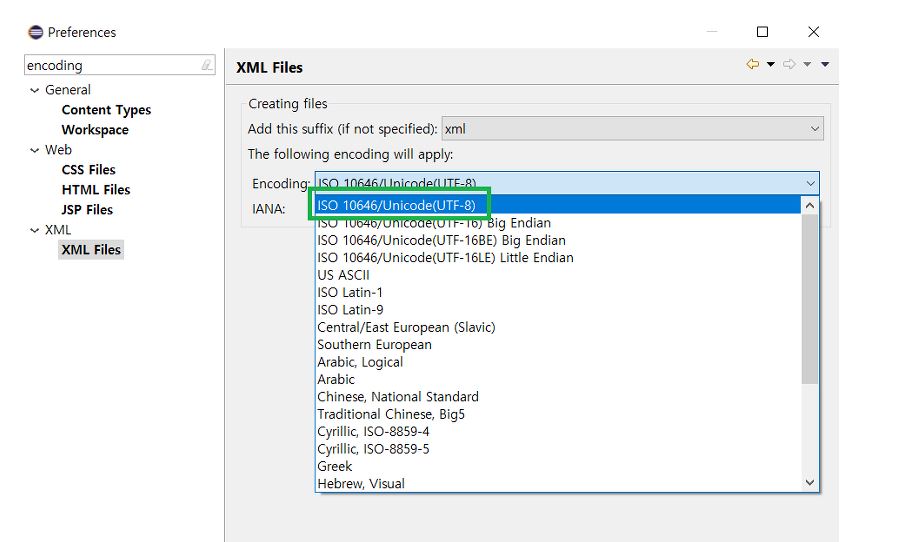 Preferences
encoding
General
Content Types
Workspace
Web
CSS Files
HTML Files
JSP Files
XML
XML Files
XML Files
Creating files
Add this suffix (if not specified): xml
The following encoding will apply:
Encoding: ISO 10646/Unicode(UTF-8)
IANA:
ISO 10646/Unicode(UTF-8)
ISO 10646/Unicode(UTF-16) Big Endian
ISO 10646/Unicode(UTF-16BE) Big Endian
ISO 10646/Unicode(UTF-16LE) Little Endian
US ASCII
ISO Latin-1
ISO Latin-9
Central/East European (Slavic)
Southern European
Arabic, Logical
Arabic
Chinese, National Standard
Traditional Chinese, Big5
Cyrillic, ISO-8859-4
Cyrillic, ISO-8859-5
Greek
Hebrew, Visual